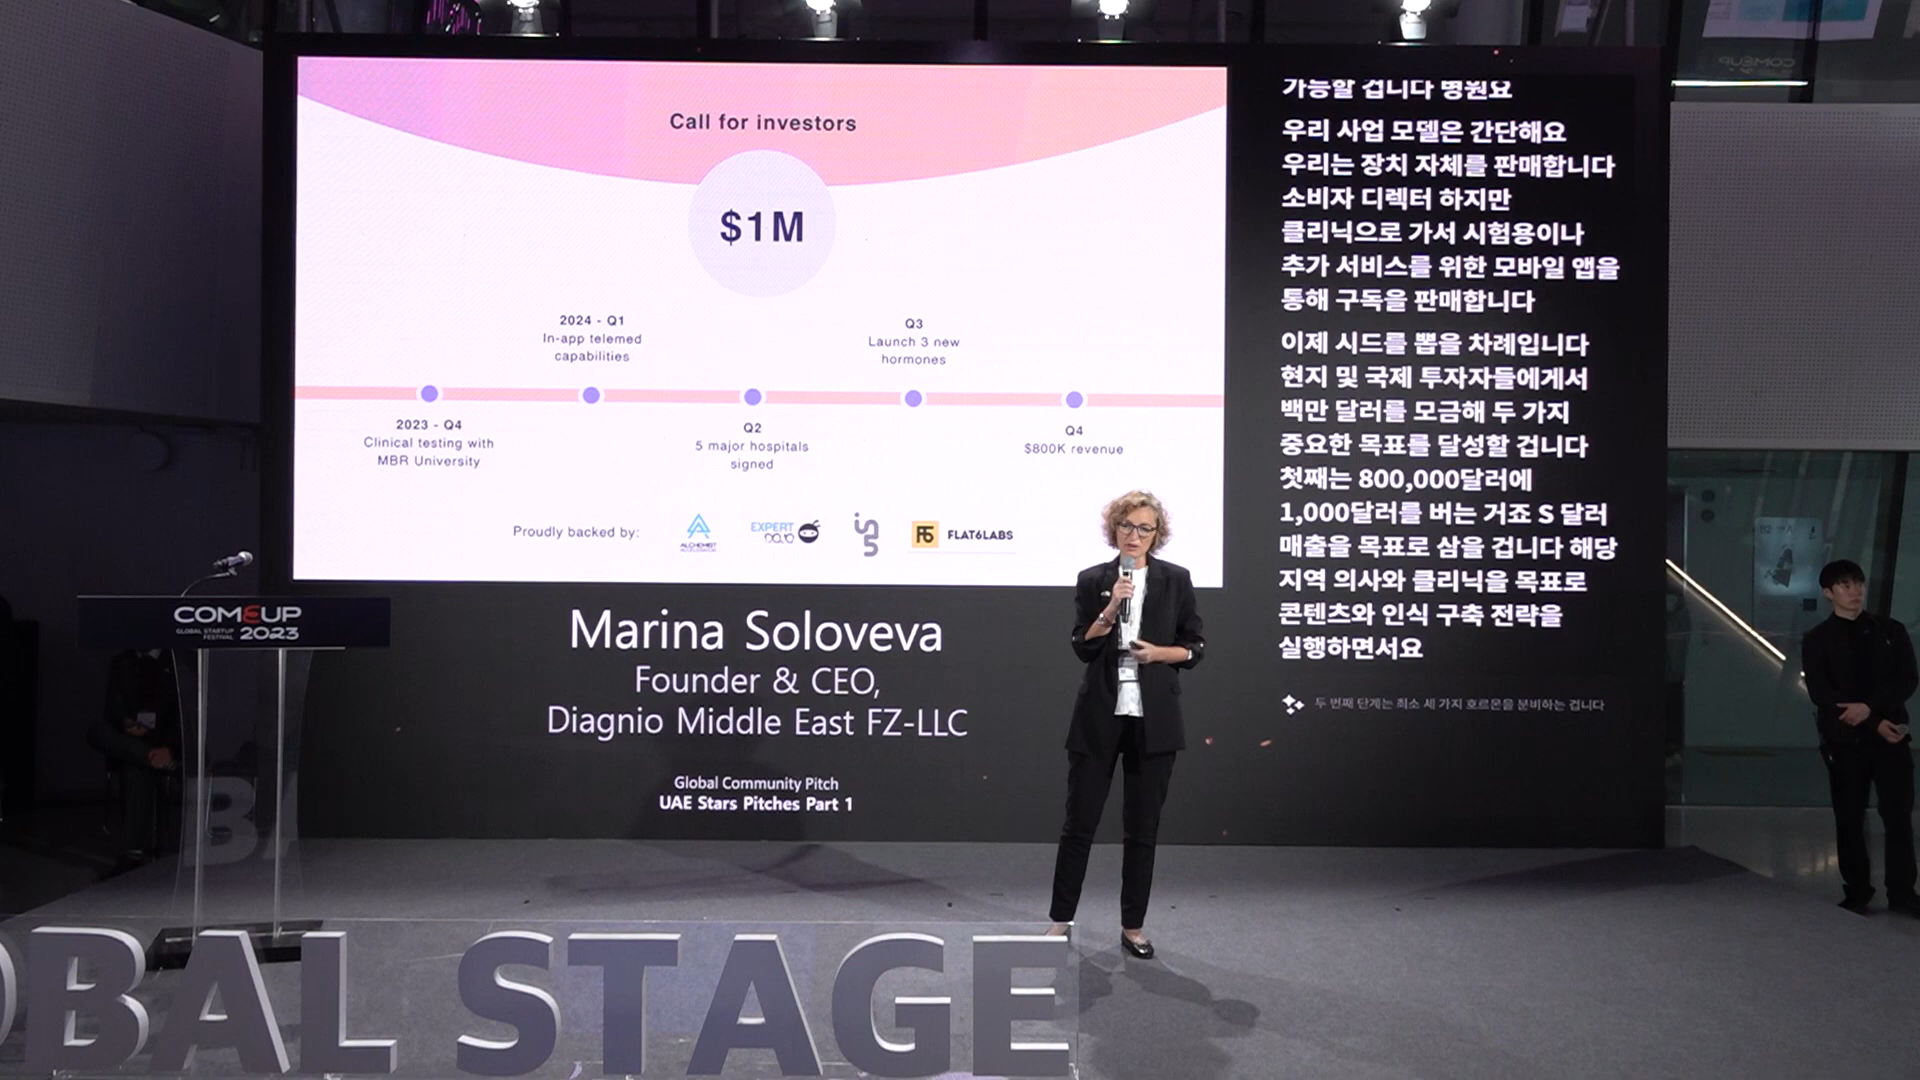 Call for investors
$1M
2024 - Q1
In-app telemed
capabilities
Q3
Launch 3 new
hormones
2023 - Q4
Clinical testing with
MBR University
Q2
5 major hospitals
signed
Q4
$800K revenue
Proudly backed by:
ALCHEMIST
ACCELERATOR
EXPERT
DOJO
F6
FLAT6LABS
가능할 겁니다 병원요
우리 사업 모델은 간단해요
우리는 장치 자체를 판매합니다
소비자 디렉터 하지만
클리닉으로 가서 시험용이나
추가 서비스를 위한 모바일 앱을
통해 구독을 판매합니다
이제 시드를 뽑을 차례입니다
현지 및 국제 투자자들에게서
백만 달러를 모금해 두 가지
중요한 목표를 달성할 겁니다
첫째는 800,000달러에
1,000달러를 버는 거죠 S 달러
매출을 목표로 삼을 겁니다 해당
지역 의사와 클리닉을 목표로
콘텐츠와 인식 구축 전략을
실행하면서요
두 번째 단계는 최소 세 가지 호르몬을 분비하는 겁니다
COMEUP
GLOBAL STARTUP
FESTIVAL
2023
Marina Soloveva
Founder & CEO,
Diagnio Middle East FZ-LLC
Global Community Pitch
UAE Stars Pitches Part 1
BAL STAGE